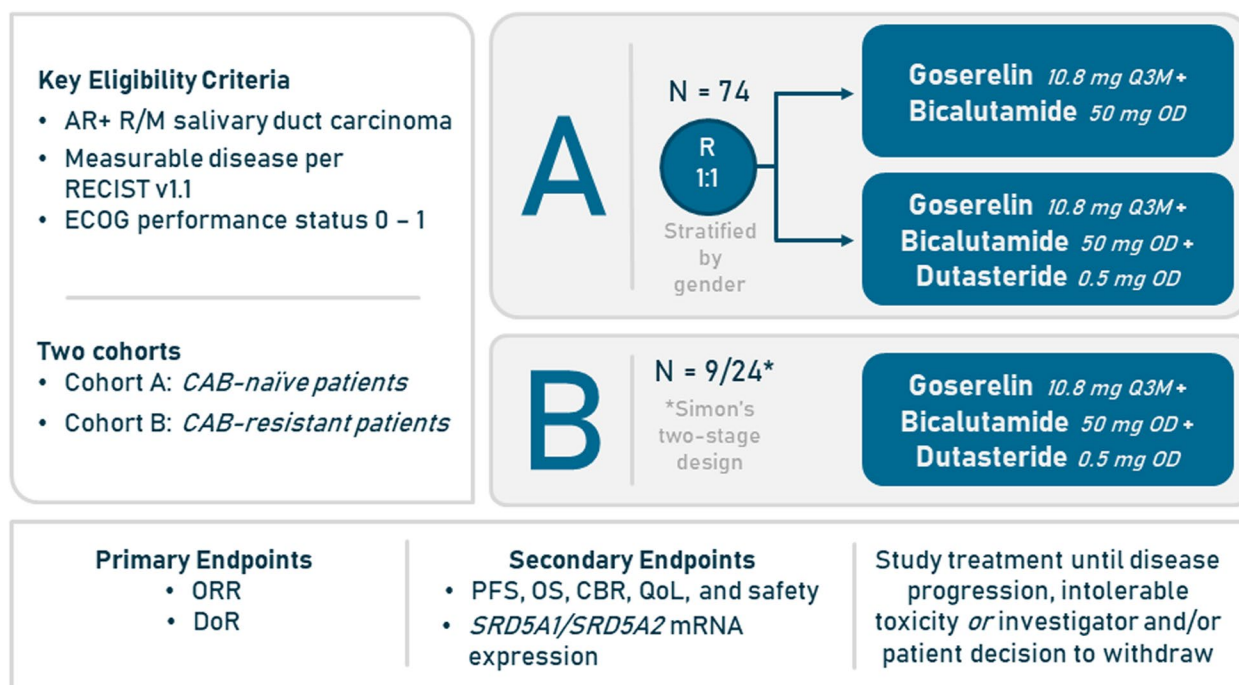 Key Eligibility Criteria
• AR+ R/M salivary duct carcinoma
• Measurable disease per
RECIST v1.1
• ECOG performance status 0 – 1
Two cohorts
• Cohort A: CAB-naïve patients
• Cohort B: CAB-resistant patients
A
N = 74
R
1:1
Stratified
by
gender
Goserelin 10.8 mg Q3M +
Bicalutamide 50 mg OD
Goserelin 10.8 mg Q3M +
Bicalutamide 50 mg OD +
Dutasteride 0.5 mg OD
B
N = 9/24*
*Simon's
two-stage
design
Goserelin 10.8 mg Q3M +
Bicalutamide 50 mg OD +
Dutasteride 0.5 mg OD
Primary Endpoints
• ORR
• DoR
Secondary Endpoints
• PFS, OS, CBR, QoL, and safety
• SRD5A1/SRD5A2 mRNA
expression
Study treatment until disease
progression, intolerable
toxicity or investigator and/or
patient decision to withdraw